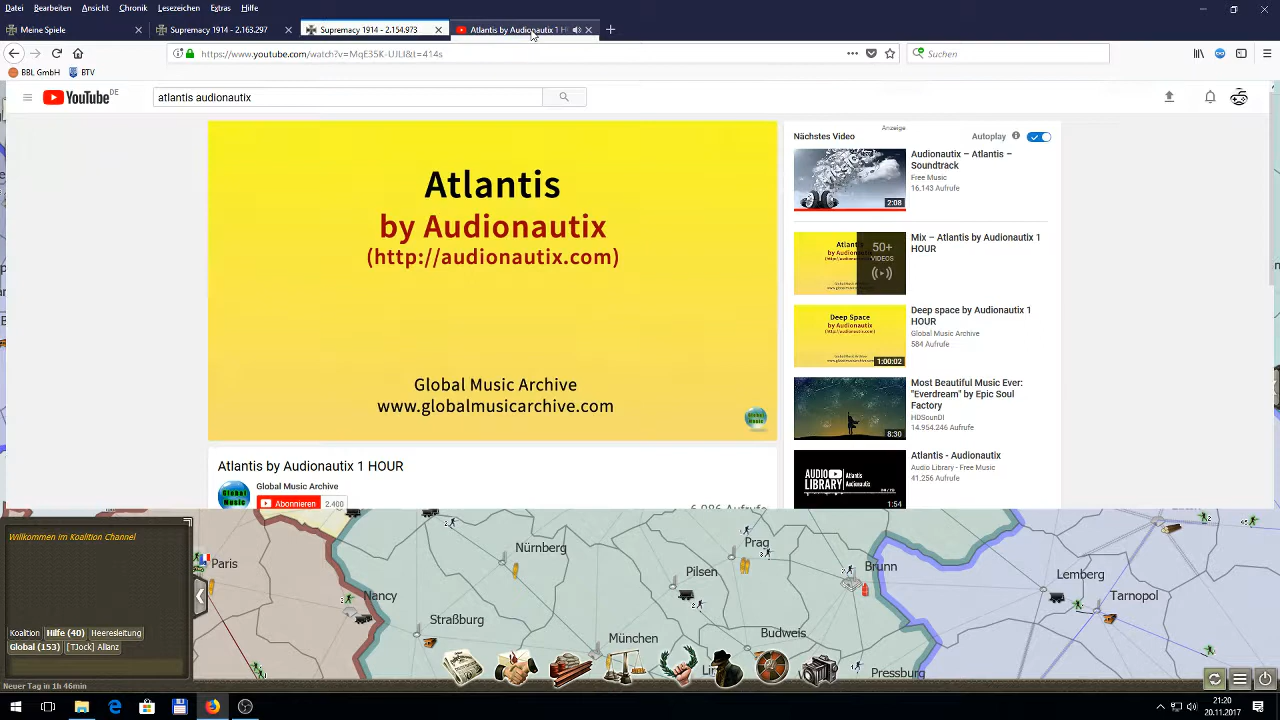 Datei Bearbeiten Ansicht Chronik Lesezeichen Extras Hilfe
Meine Spiele
Supremacy 1914 - 2.163.297
Supremacy 1914 - 2.154.973
Atlantis by Audionautix 1 H
https://www.youtube.com/watch?v=MqE35K-UJLI&t=414s
Suchen
BBL GmbH
BTV
YouTube DE
atlantis audionautix
Atlantis
by Audionautix
(http://audionautix.com)
Global Music Archive
www.globalmusicarchive.com
Atlantis by Audionautix 1 HOUR
Global Music Archive
Abonnieren 2.400
Anzeige
Nächstes Video
Autoplay
Audionautix – Atlantis –
Soundtrack
Free Music
16.143 Aufrufe
2:08
Mix – Atlantis by Audionautix 1
HOUR
50+
VIDEOS
Deep space by Audionautix 1
HOUR
Global Music Archive
584 Aufrufe
Deep Space
by Audionautix
1:00:02
Most Beautiful Music Ever:
"Everdream" by Epic Soul
Factory
HDSounDI
14.954.246 Aufrufe
8:30
Atlantis - Audionautix
Audio Library - Free Music
41.256 Aufrufe
AUDIO
LIBRARY
Atlantis
Audionautix
1:54
Willkommen im Koalition Channel
Koalition Hilfe (40) Heeresleitung
Global (153) [TJock] Allianz
Neuer Tag in 1h 46min
Paris
Nancy
Straßburg
Nürnberg
München
Pilsen
Prag
Budweis
Brunn
Pressburg
Lemberg
Tarnopol
21:20
20.11.2017